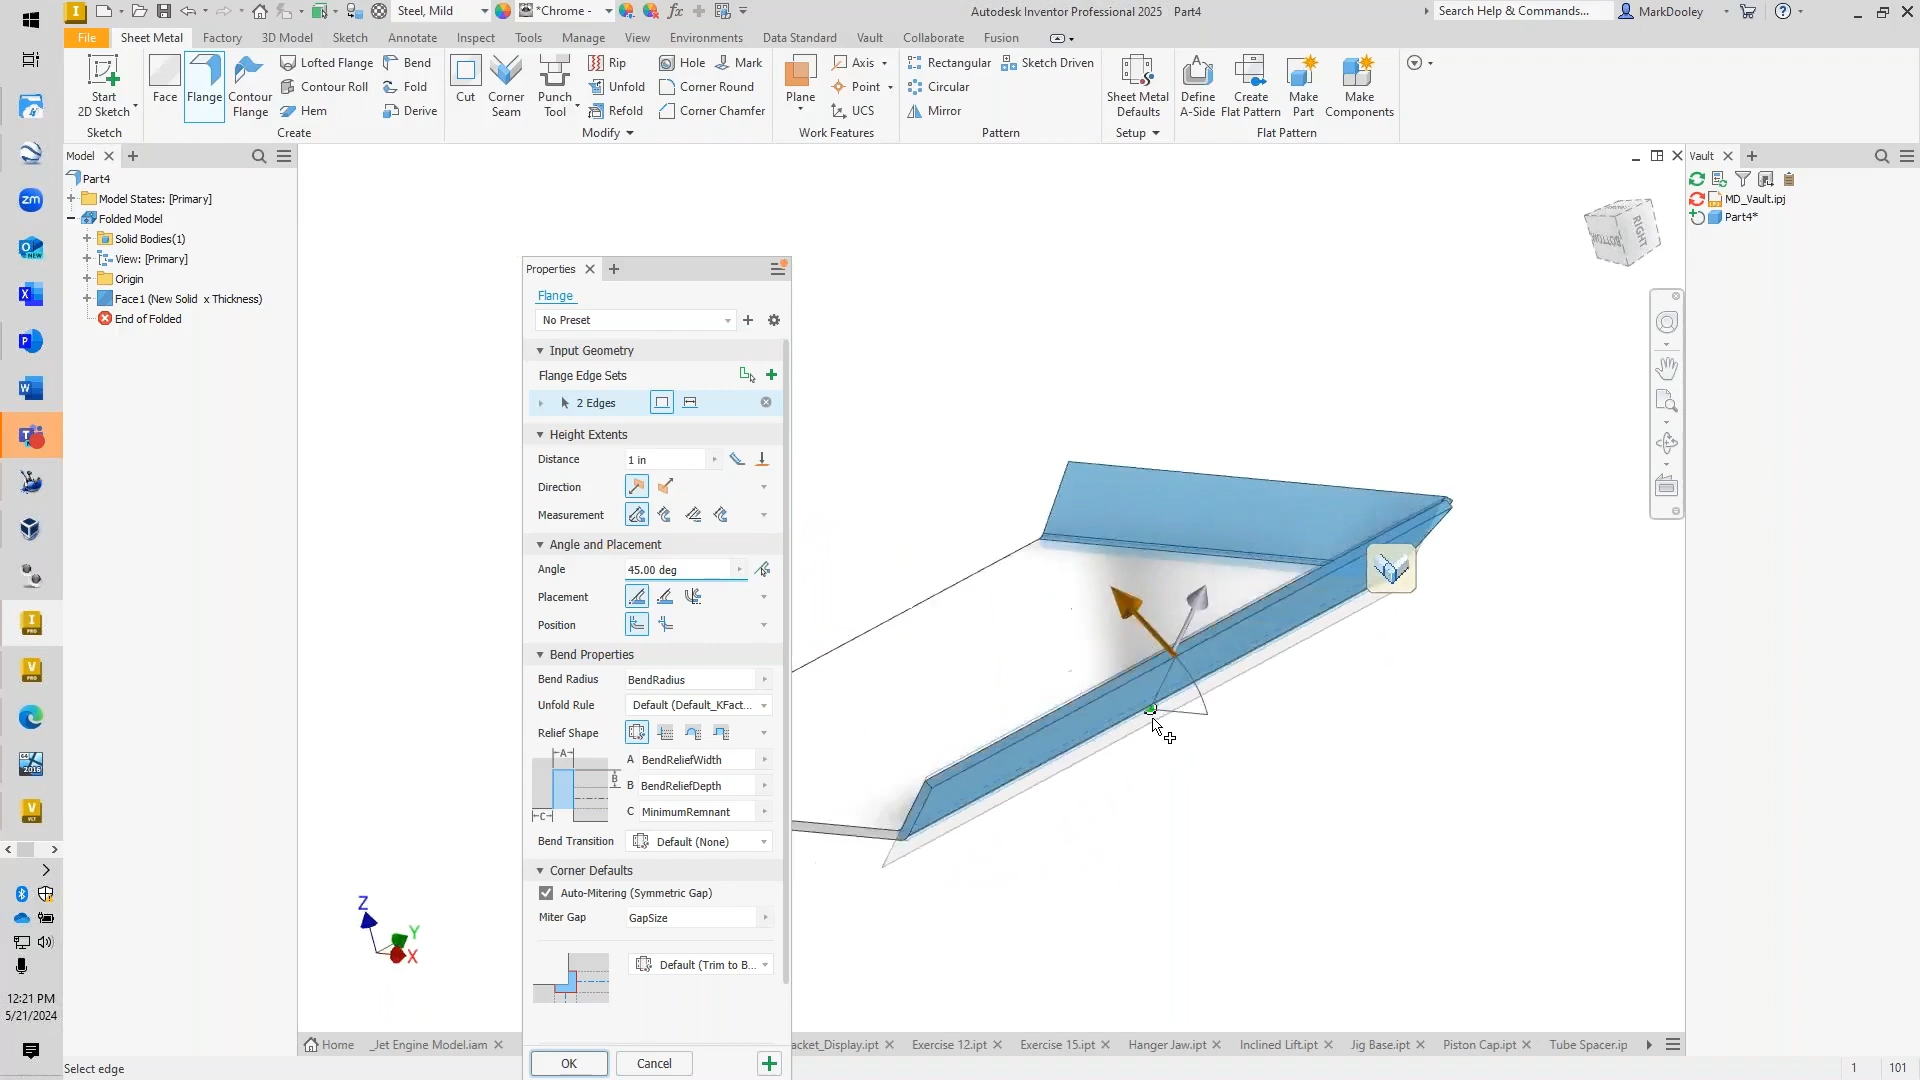 Steel, Mild
*Chrome -
Autodesk Inventor Professional 2025 Part4
Search Help & Commands...
MarkDooley
File
Sheet Metal
Factory
3D Model
Sketch
Annotate
Inspect
Tools
Manage
View
Environments
Data Standard
Vault
Collaborate
Fusion
Start
2D Sketch
Sketch
Face
Flange
Contour
Flange
Lofted Flange
Contour Roll
Hem
Bend
Fold
Derive
Create
Cut
Corner
Seam
Punch
Tool
Rip
Unfold
Refold
Hole
Mark
Corner Round
Corner Chamfer
Modify
Plane
Axis
Point
UCS
Work Features
Rectangular
Circular
Mirror
Sketch Driven
Pattern
Sheet Metal
Defaults
Setup
Define
A-Side
Create
Flat Pattern
Make
Part
Make
Components
Flat Pattern
Model
Part4
Model States: [Primary]
Folded Model
Solid Bodies(1)
View: [Primary]
Origin
Face1 (New Solid x Thickness)
End of Folded
Properties
Flange
No Preset
Input Geometry
Flange Edge Sets
2 Edges
Height Extents
Distance
1 in
Direction
Measurement
Angle and Placement
Angle
45.00 deg
Placement
Position
Bend Properties
Bend Radius
BendRadius
Unfold Rule
Default (Default_KFact...
Relief Shape
A
B
C
A BendReliefWidth
B BendReliefDepth
C MinimumRemnant
Bend Transition
Default (None)
Corner Defaults
Auto-Mitering (Symmetric Gap)
Miter Gap
GapSize
Default (Trim to B...
OK
Cancel
BOTTOM
RIGHT
Vault
MD_Vault.ipj
Part4*
Z
Y
X
zm
NEW
PRO
PRO
2016
VLT
12:21 PM
5/21/2024
Home
_Jet Engine Model.iam
acket_Display.ipt
Exercise 12.ipt
Exercise 15.ipt
Hanger Jaw.ipt
Inclined Lift.ipt
Jig Base.ipt
Piston Cap.ipt
Tube Spacer.ip
Select edge
1
101